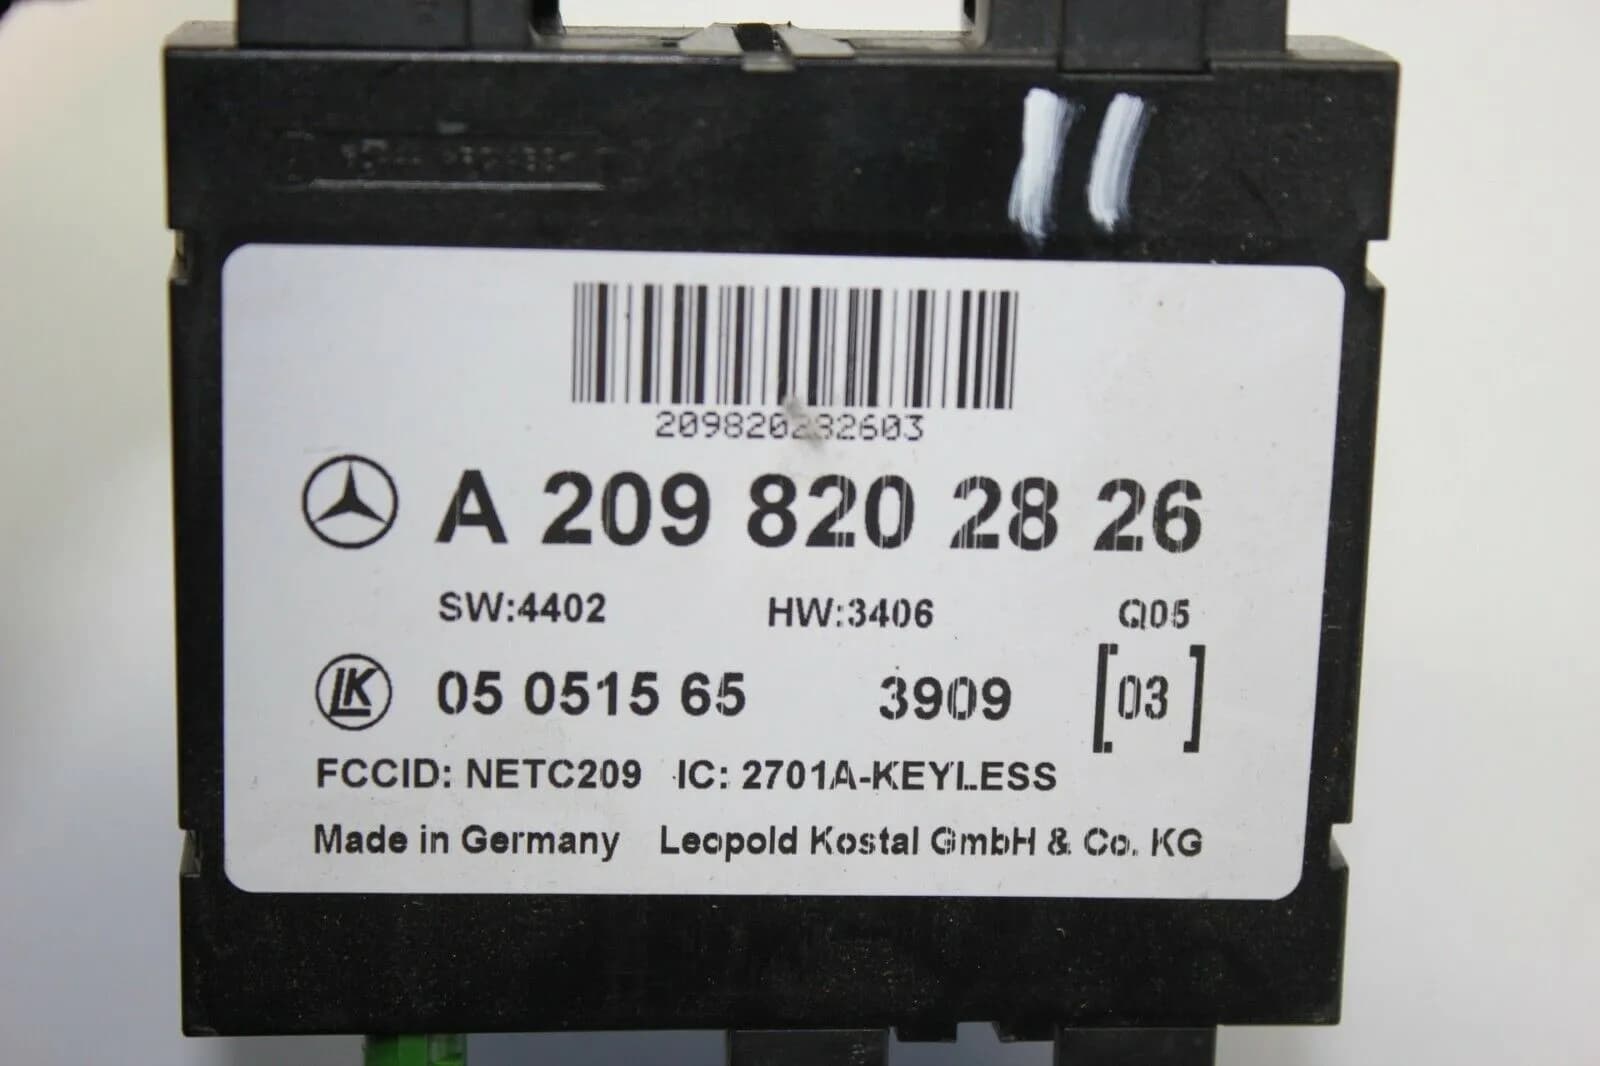 209820282603
A 209 820 28 26
SW:4402 HW:3406 Q05
LK 05 0515 65 3909 [03]
FCCID: NETC209 IC: 2701A-KEYLESS
Made in Germany Leopold Kostal GmbH & Co. KG